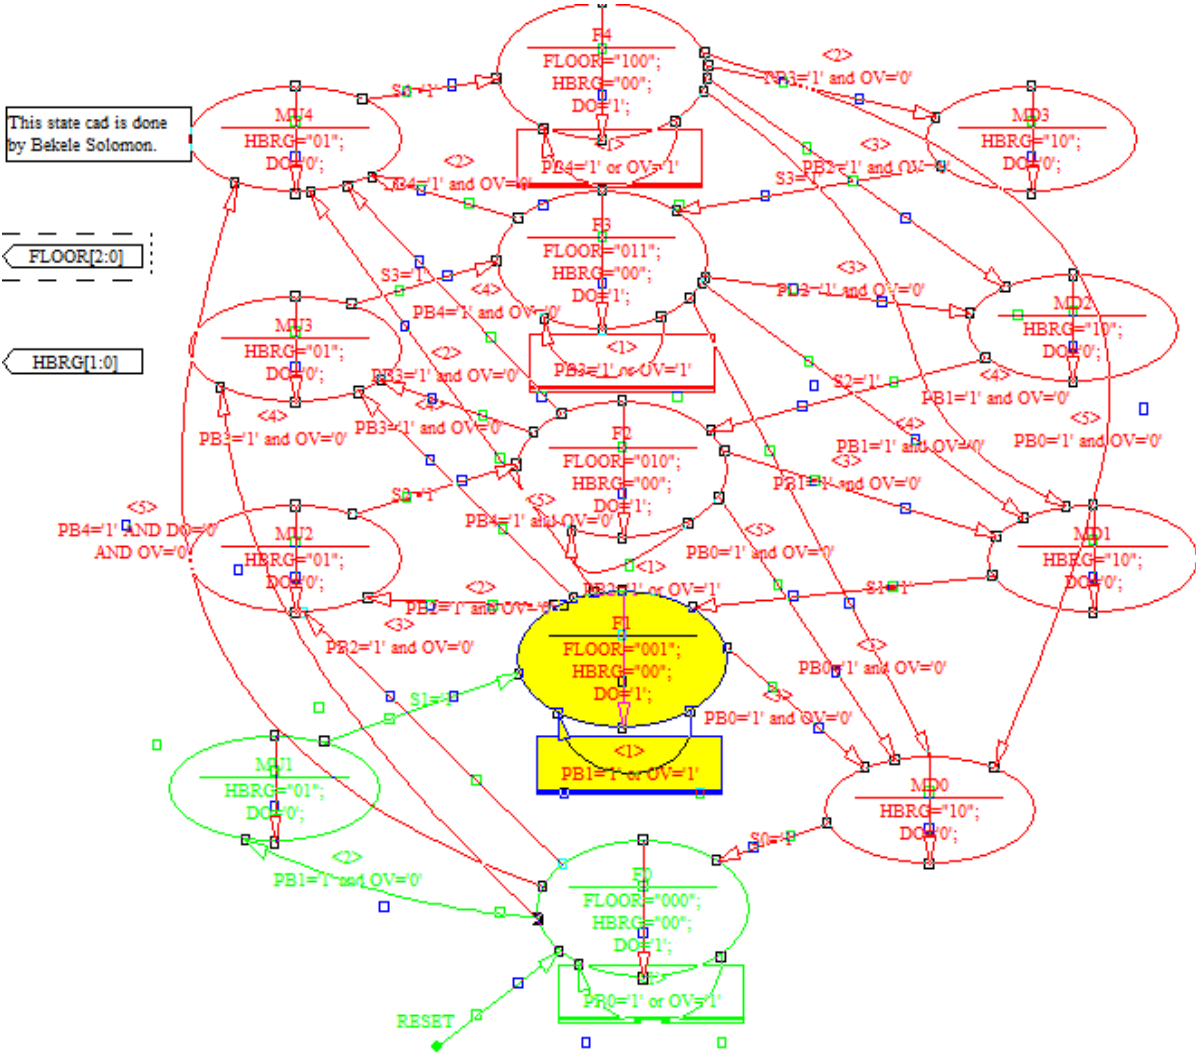 F4
FLOOR="100";
HBRG="00";
DO='1';
<1>
PB4='1' or OV='1'
<2>
PB3='1' and OV='0'
MD3
HBRG="10";
DO='0';
<3>
PB2='1' and OV='0'
S3='1'
S4='1'
MU4
HBRG="01";
DO='0';
This state cad is done
by Bekele Solomon.
<2>
PB4='1' and OV='0'
FLOOR[2:0]
HBRG[1:0]
F3
FLOOR="011";
HBRG="00";
DO='1';
<1>
PB3='1' or OV='1'
S3='1'
<4>
PB4='1' and OV='0'
<3>
PB2='1' and OV='0'
MD2
HBRG="10";
DO='0';
MU3
HBRG="01";
DO='0';
<2>
PB3='1' and OV='0'
S2='1'
<4>
PB1='1' and OV='0'
<5>
PB0='1' and OV='0'
<4>
PB3='1' and OV='0'
<4>
PB3='1' and OV='0'
<4>
PB1='1' and OV='0'
F2
FLOOR="010";
HBRG="00";
DO='1';
<3>
PB1='1' and OV='0'
S2='1'
<5>
PB4='1' and OV='0'
<5>
PB4='1' AND DO='0'
AND OV='0'
MU2
HBRG="01";
DO='0';
<5>
PB0='1' and OV='0'
MD1
HBRG="10";
DO='0';
<1>
PB2='1' or OV='1'
S1='1'
<2>
PB2='1' and OV='0'
<3>
PB2='1' and OV='0'
F1
FLOOR="001";
HBRG="00";
DO='1';
<1>
PB1='1' or OV='1'
PB0='1' and OV='0'
<3>
PB0='1' and OV='0'
S1='1'
MU1
HBRG="01";
DO='0';
MD0
HBRG="10";
DO='0';
S0='1'
<2>
PB1='1' and OV='0'
F0
FLOOR="000";
HBRG="00";
DO='1';
<1>
PB0='1' or OV='1'
RESET